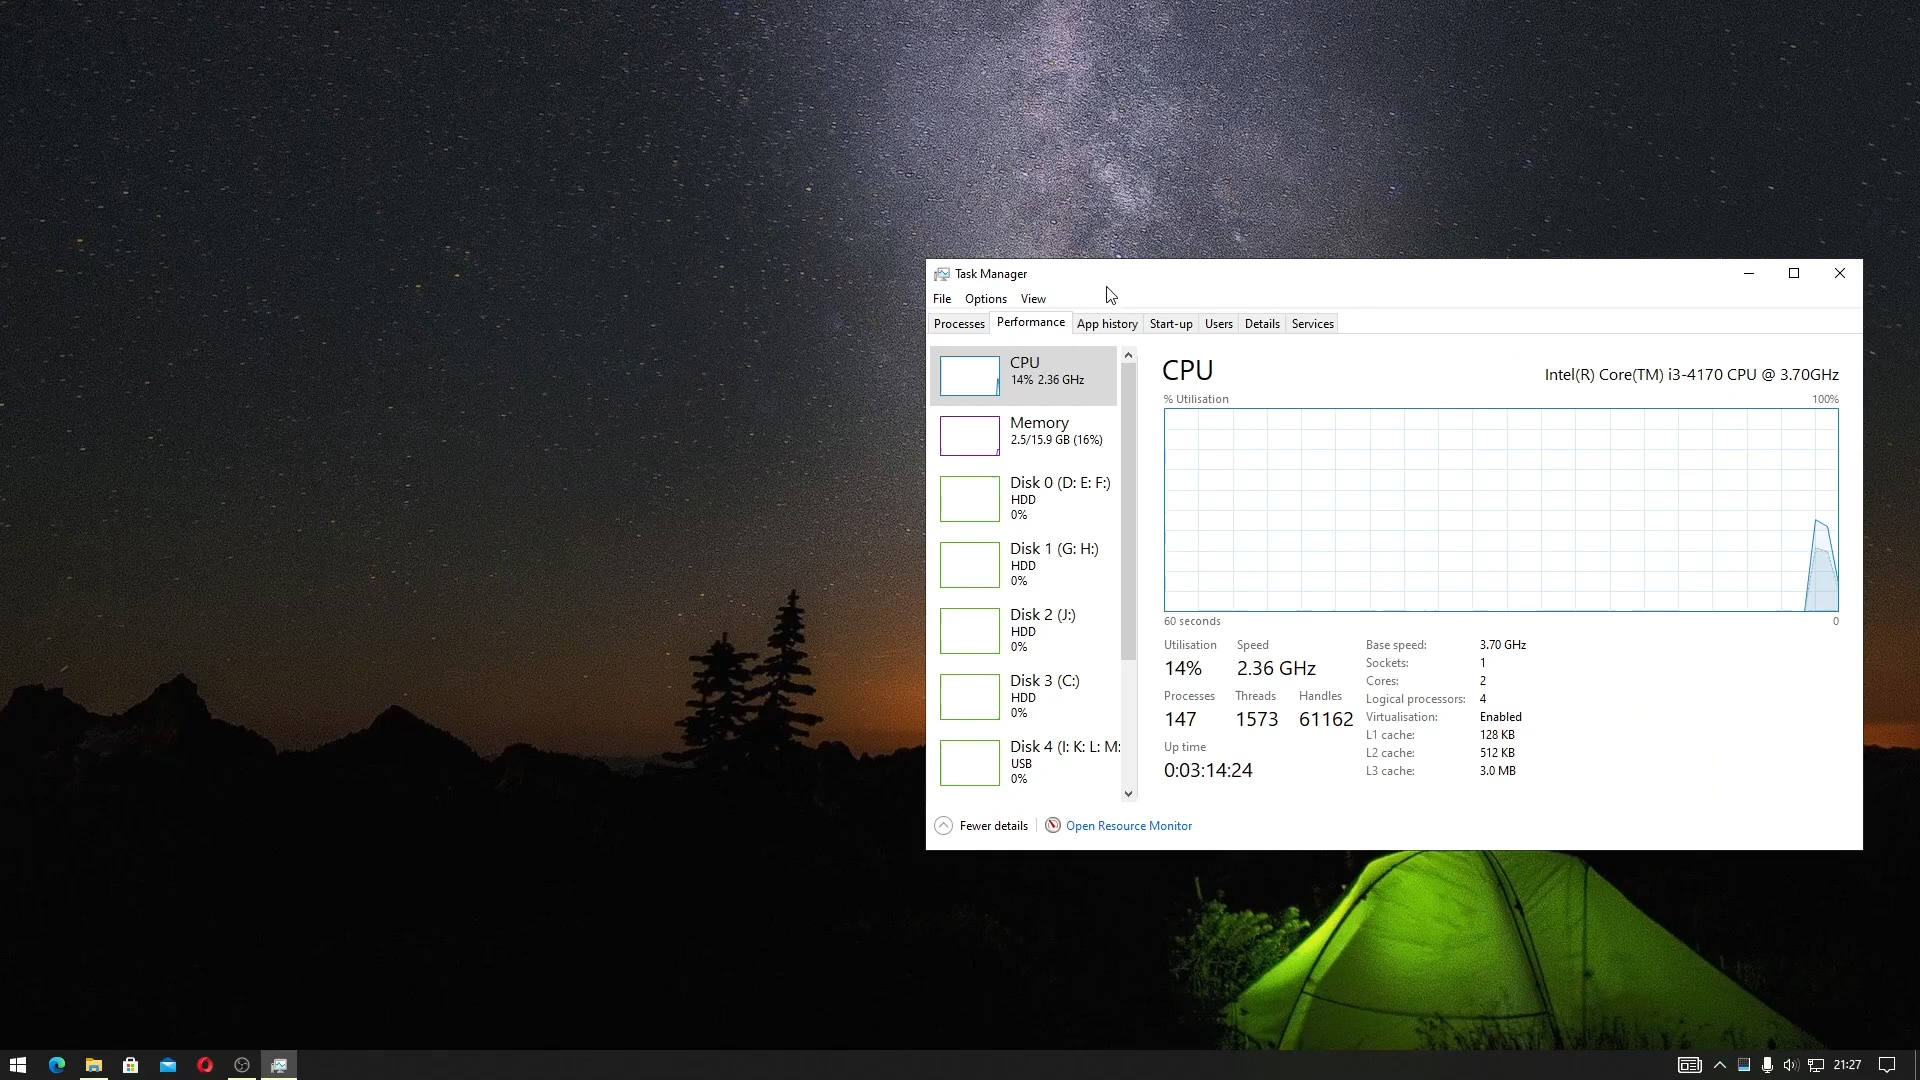 Task Manager
File Options View
Processes Performance App history Start-up Users Details Services
CPU
14% 2.36 GHz
Memory
2.5/15.9 GB (16%)
Disk 0 (D: E: F:)
HDD
0%
Disk 1 (G: H:)
HDD
0%
Disk 2 (J:)
HDD
0%
Disk 3 (C:)
HDD
0%
Disk 4 (I: K: L: M:
USB
0%
CPU
Intel(R) Core(TM) i3-4170 CPU @ 3.70GHz
% Utilisation 100%
60 seconds 0
Utilisation Speed
14% 2.36 GHz
Processes Threads Handles
147 1573 61162
Up time
0:03:14:24
Base speed: 3.70 GHz
Sockets: 1
Cores: 2
Logical processors: 4
Virtualisation: Enabled
L1 cache: 128 KB
L2 cache: 512 KB
L3 cache: 3.0 MB
Fewer details Open Resource Monitor
21:27